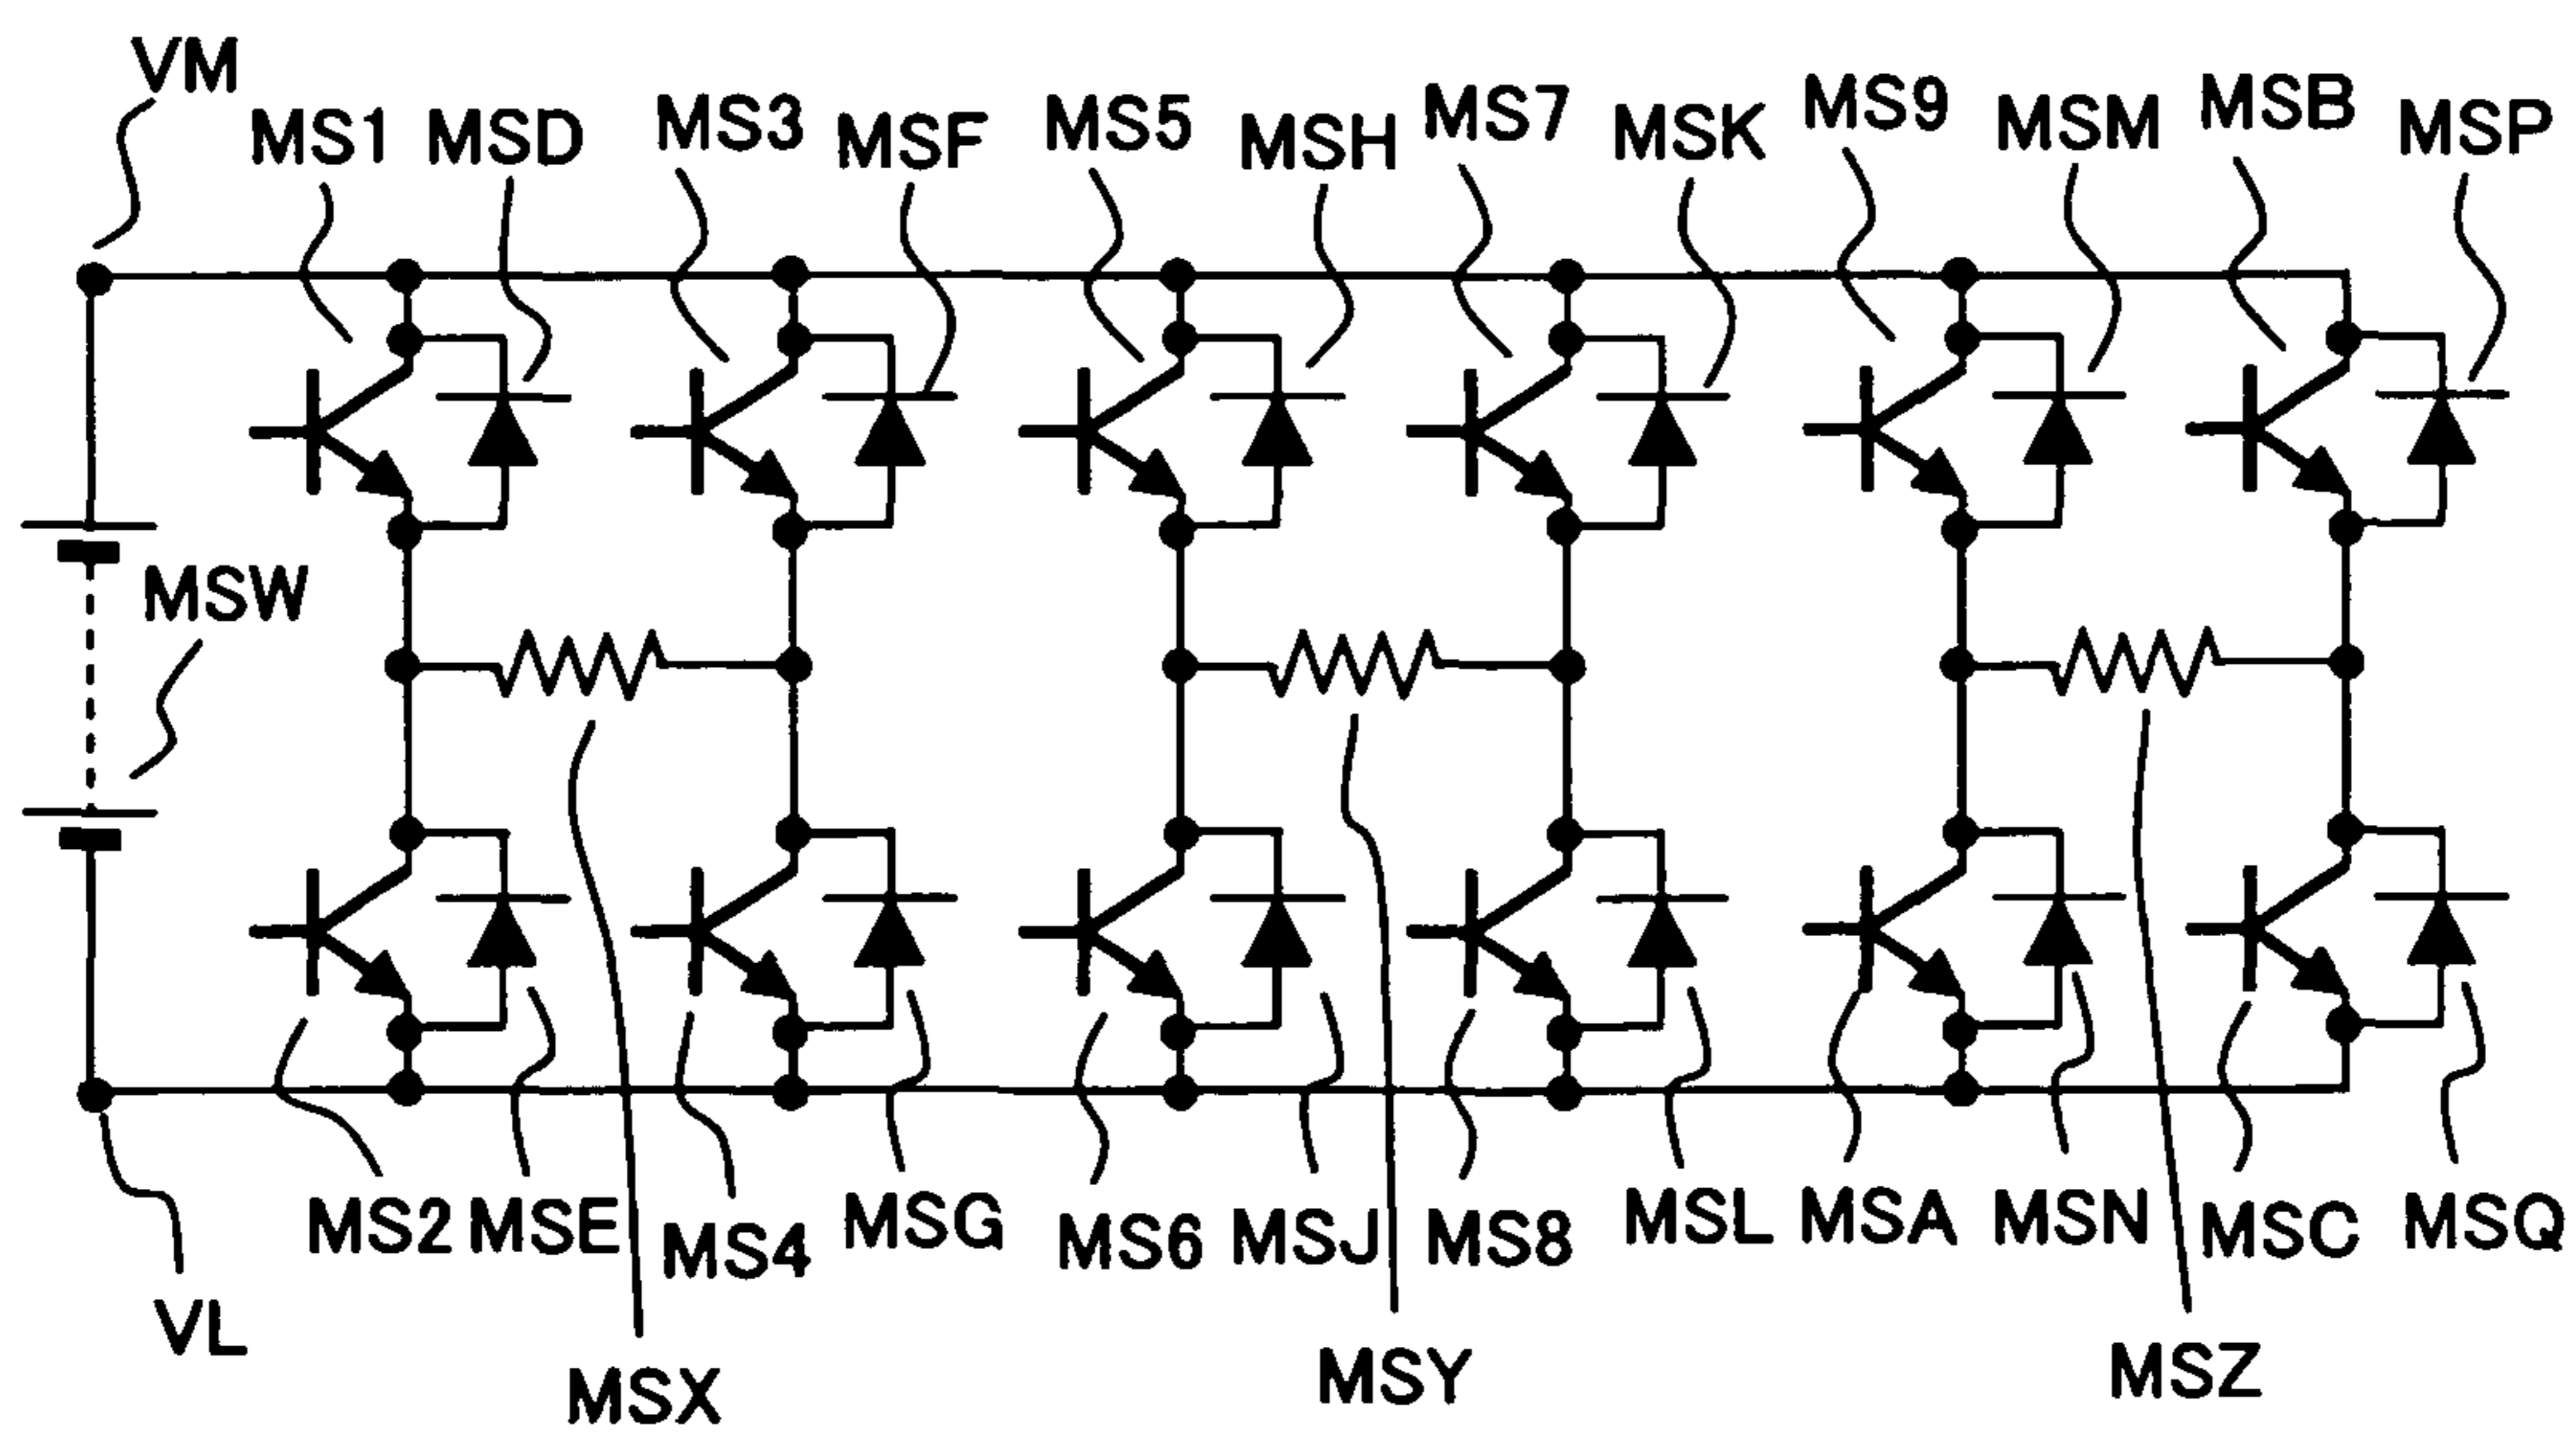 VM
MS1 MSD MS3 MSF MS5 MSH MS7 MSK MS9 MSM MSB MSP
MSW
MS2 MSE MS4 MSG MS6 MSJ MS8 MSL MSA MSN MSC MSQ
VL
MSX MSY MSZ